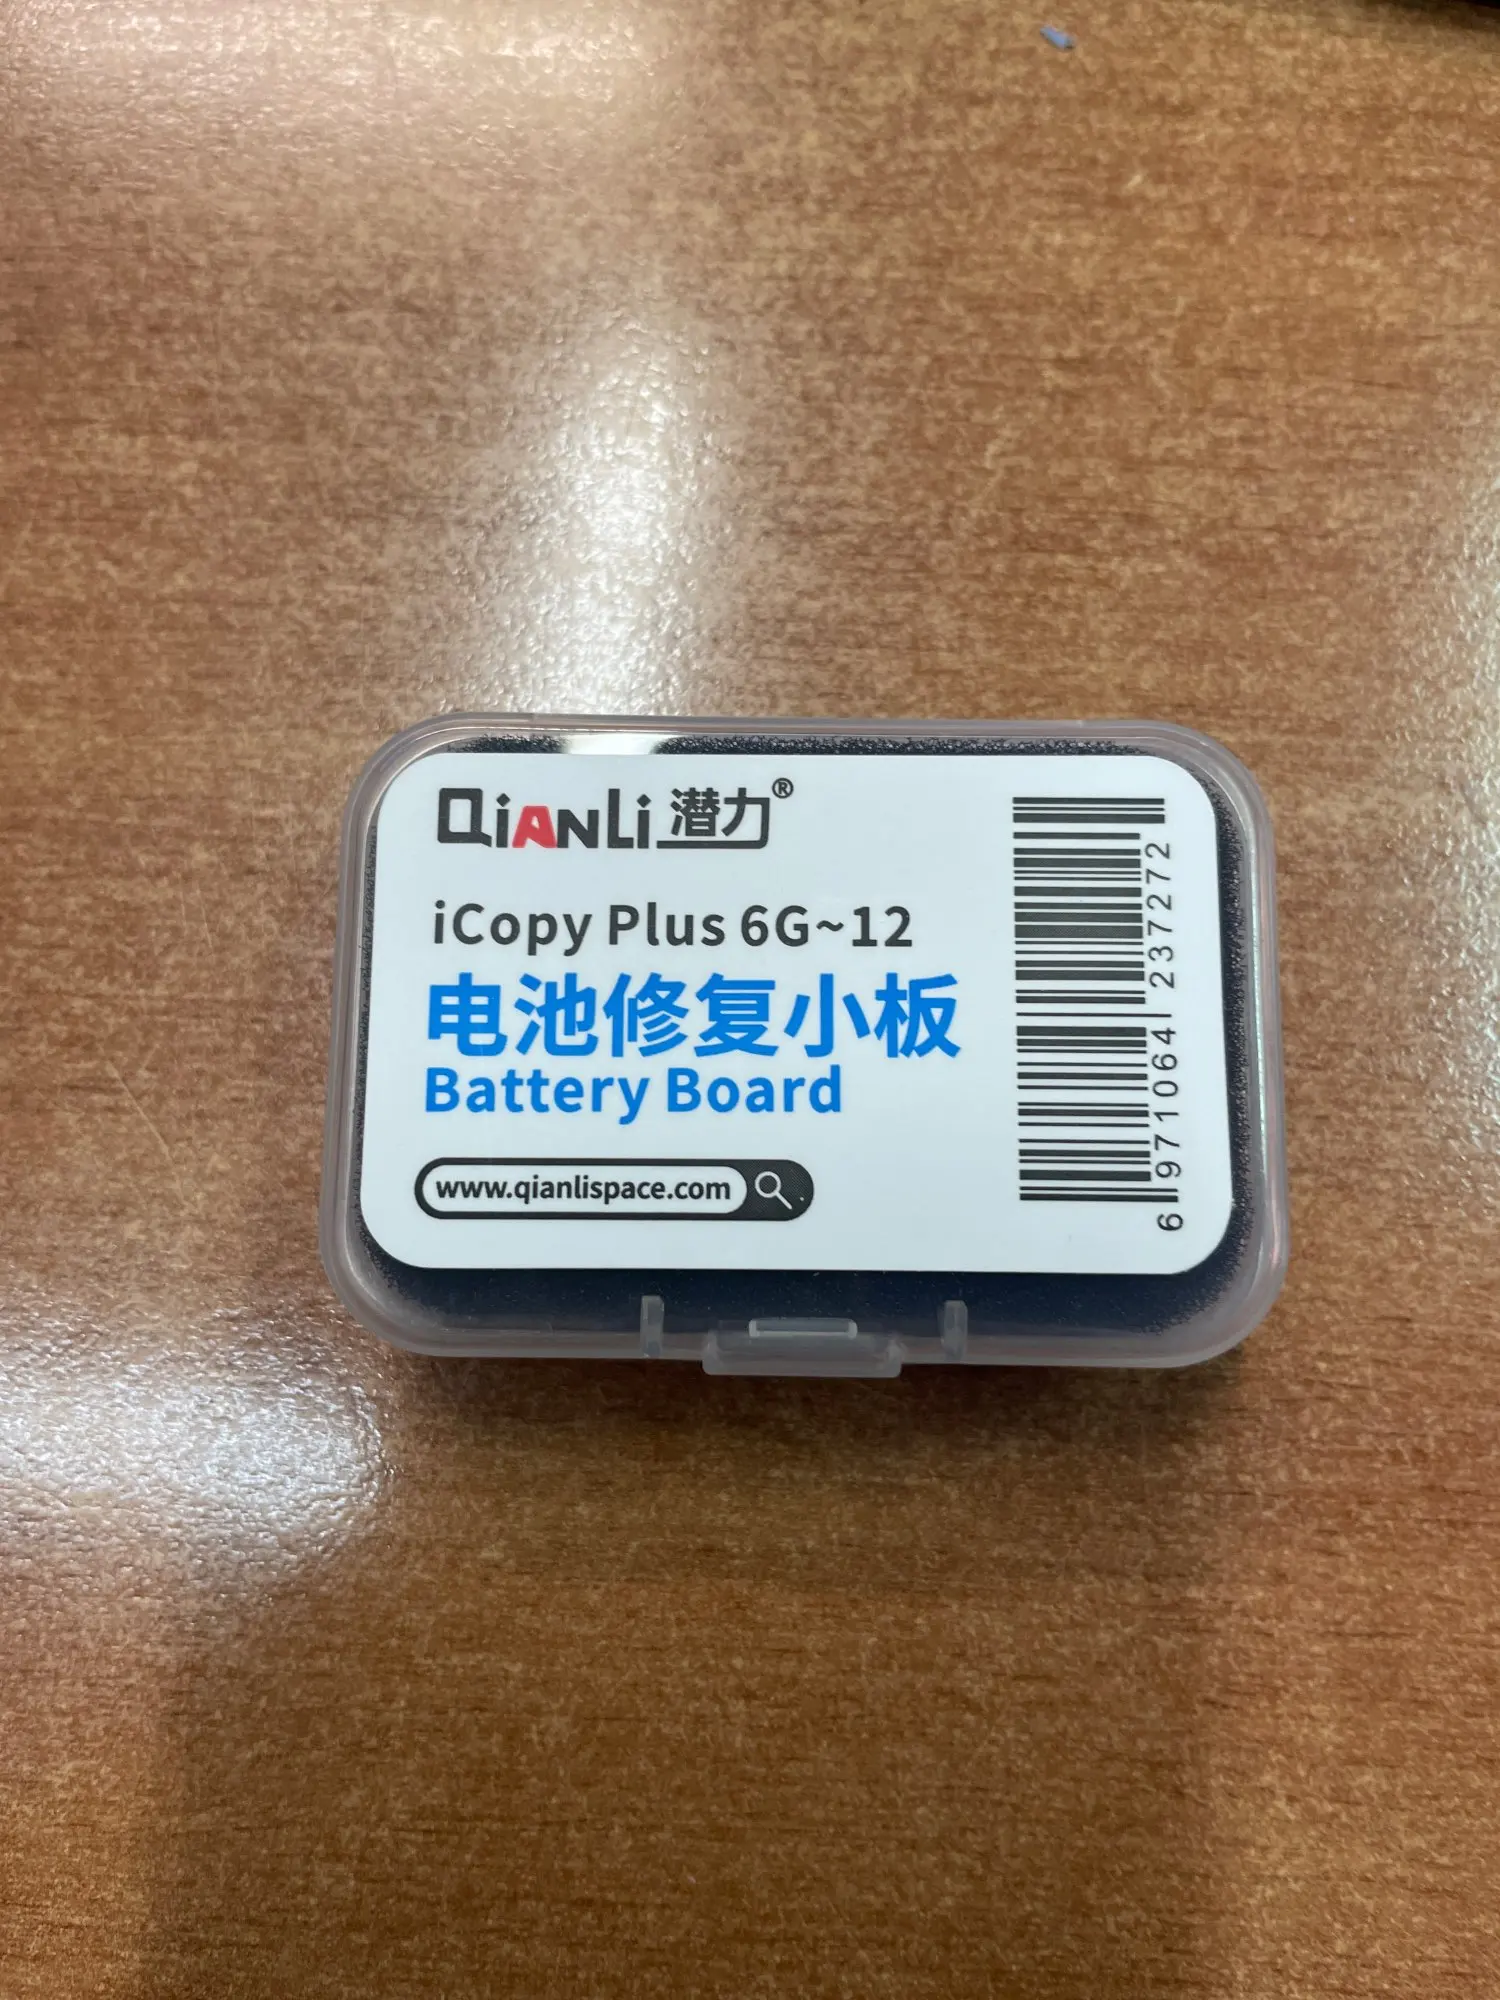 QiANLi 潜力®
iCopy Plus 6G~12
电池修复小板
Battery Board
www.qianlispace.com
6 971064 237272